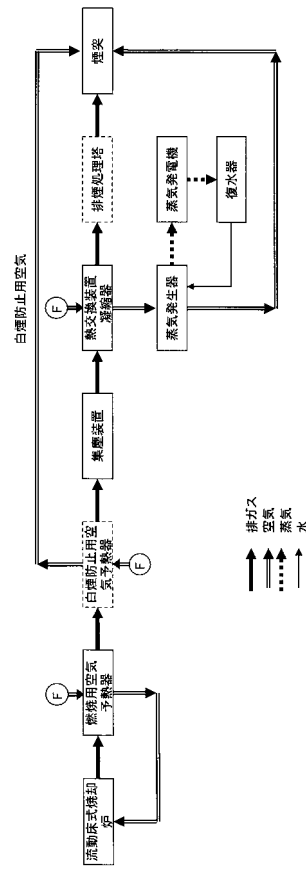 白煙防止用空気
F
F
F
流動床式焼却
炉
燃焼用空気
予熱器
白煙防止用空
気予熱器
集塵装置
熱交換装置
凝縮器
排煙処理塔
煙突
蒸気発生器
蒸気発電機
復水器
排ガス
空気
蒸気
水